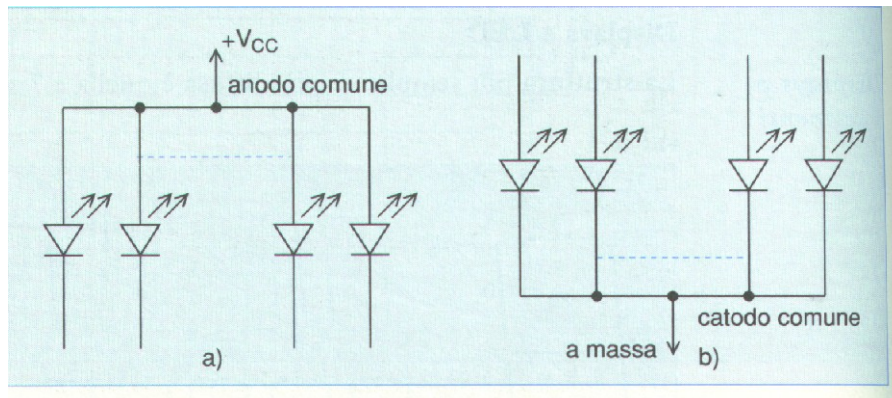 +VCC
anodo comune
a)
catodo comune
a massa
b)